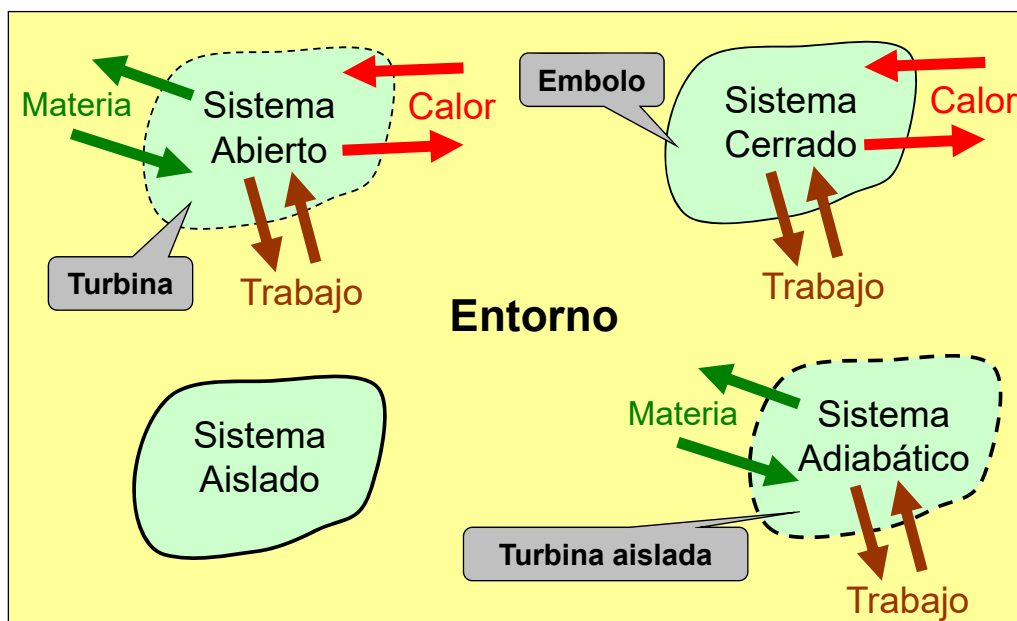 Materia
Sistema
Abierto
Calor
Turbina
Trabajo
Embolo
Sistema
Cerrado
Calor
Trabajo
Entorno
Sistema
Aislado
Materia
Sistema
Adiabático
Turbina aislada
Trabajo